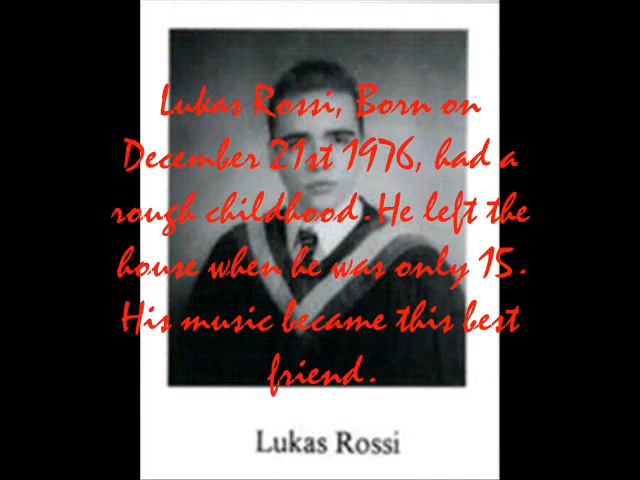 Lukas Rossi, Born on
December 21st 1976, had a
rough childhood. He left the
house when he was only 15.
His music became this best
friend.
Lukas Rossi